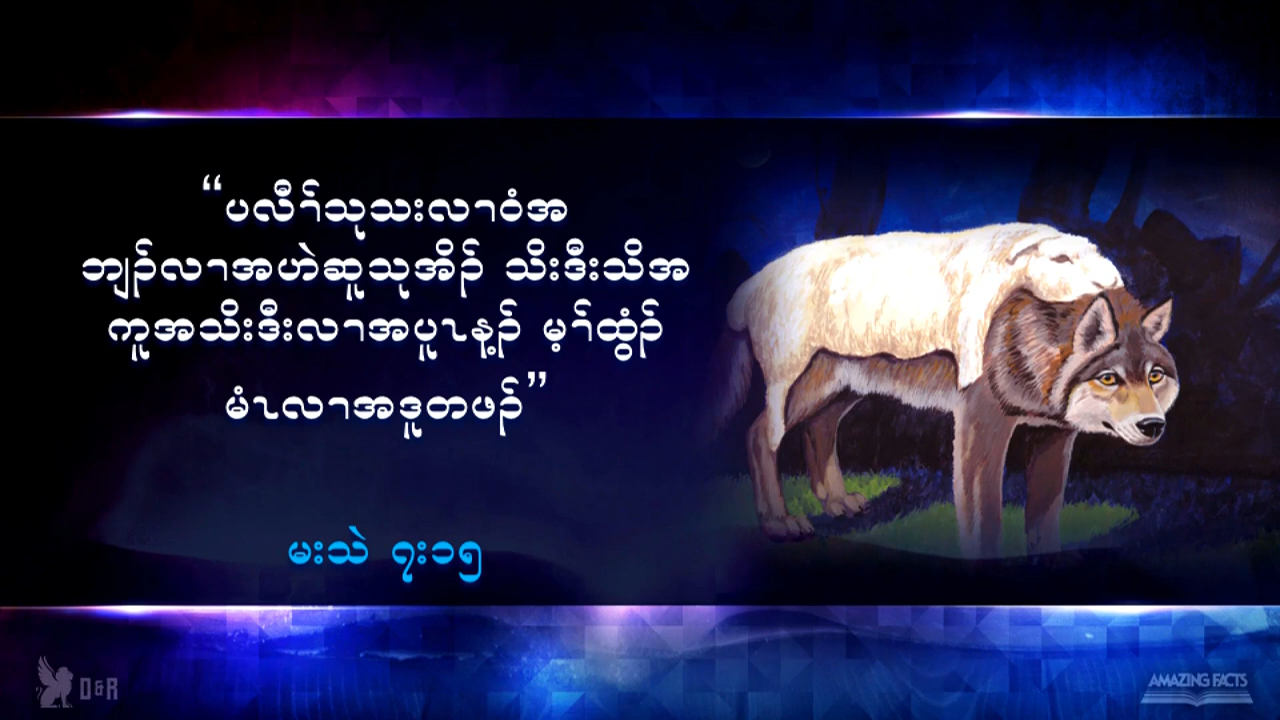 “ပလီၢ်သုသးလၢဝံအ
ဘျၣ်လၢအဟဲဆူသုအိၣ် သိးဒီးသိအ
ကူအသိးဒီးလၢအပူၤန့ၣ် မ့ၢ်ထွံၣ်
မံၤလၢအဒူတဖၣ်”
မးသဲ ၇း၁၅
D&R
AMAZING FACTS